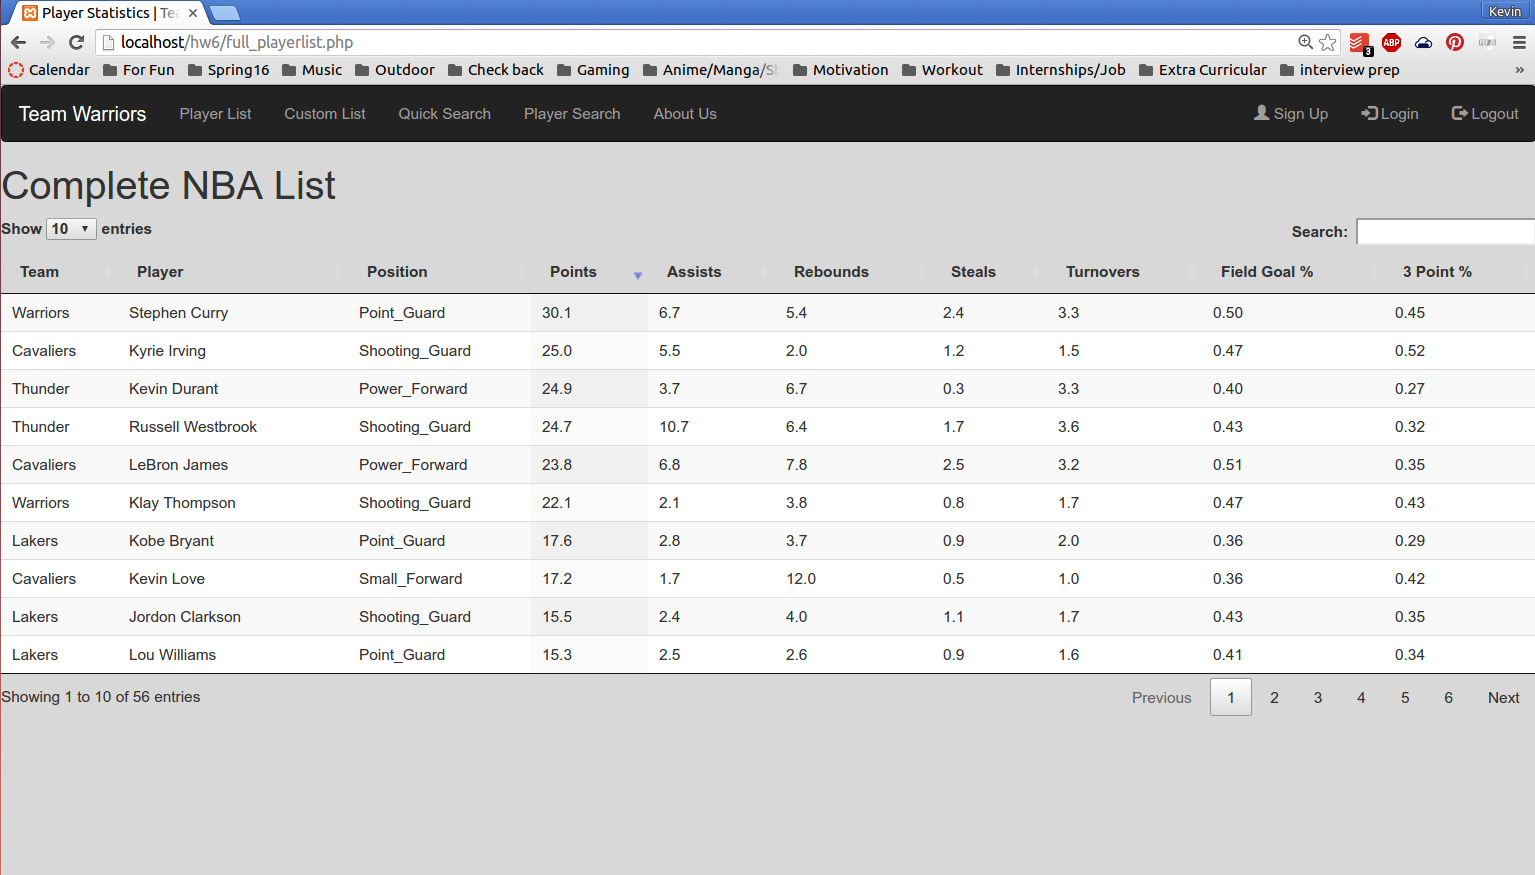 Player Statistics | Tea
Kevin
localhost/hw6/full_playerlist.php
3
ABP
Calendar For Fun Spring16 Music Outdoor Check back Gaming Anime/Manga/Sh Motivation Workout Internships/Job Extra Curricular interview prep »
Team Warriors Player List Custom List Quick Search Player Search About Us Sign Up Login Logout
Complete NBA List
Show 10 entries Search:
Team Player Position Points Assists Rebounds Steals Turnovers Field Goal % 3 Point %
Warriors Stephen Curry Point_Guard 30.1 6.7 5.4 2.4 3.3 0.50 0.45
Cavaliers Kyrie Irving Shooting_Guard 25.0 5.5 2.0 1.2 1.5 0.47 0.52
Thunder Kevin Durant Power_Forward 24.9 3.7 6.7 0.3 3.3 0.40 0.27
Thunder Russell Westbrook Shooting_Guard 24.7 10.7 6.4 1.7 3.6 0.43 0.32
Cavaliers LeBron James Power_Forward 23.8 6.8 7.8 2.5 3.2 0.51 0.35
Warriors Klay Thompson Shooting_Guard 22.1 2.1 3.8 0.8 1.7 0.47 0.43
Lakers Kobe Bryant Point_Guard 17.6 2.8 3.7 0.9 2.0 0.36 0.29
Cavaliers Kevin Love Small_Forward 17.2 1.7 12.0 0.5 1.0 0.36 0.42
Lakers Jordon Clarkson Shooting_Guard 15.5 2.4 4.0 1.1 1.7 0.43 0.35
Lakers Lou Williams Point_Guard 15.3 2.5 2.6 0.9 1.6 0.41 0.34
Showing 1 to 10 of 56 entries Previous 1 2 3 4 5 6 Next